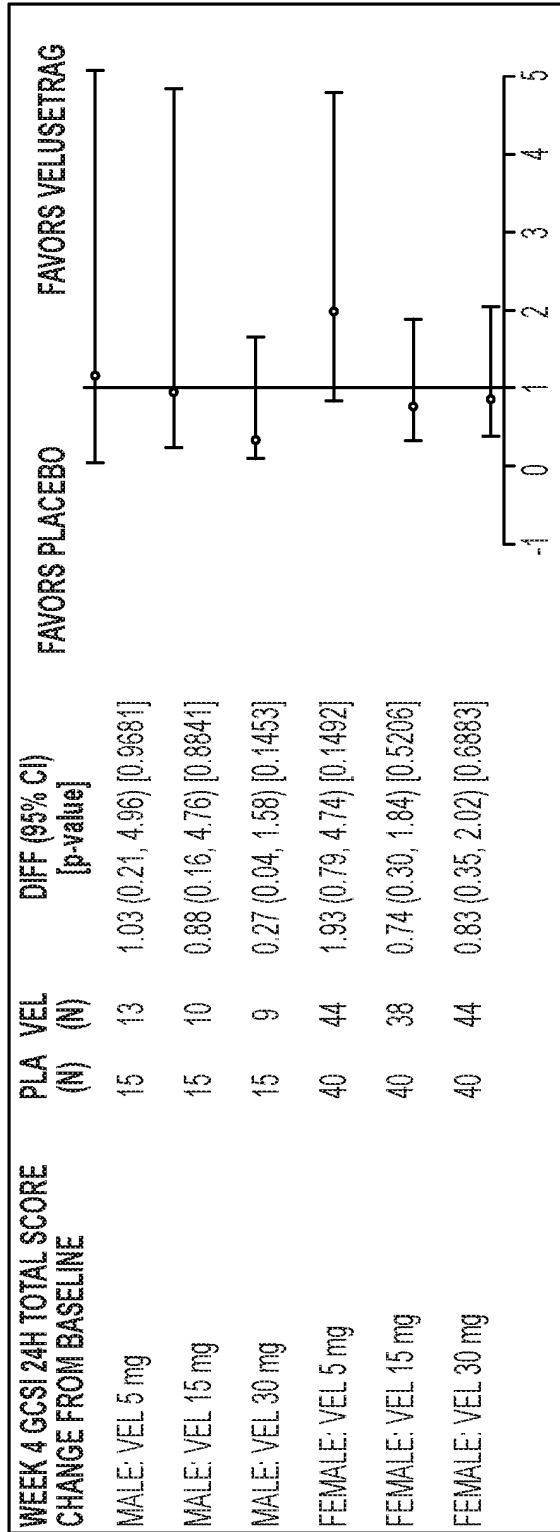 WEEK 4 GCSI 24H TOTAL SCORE CHANGE FROM BASELINE PLA (N) VEL (N) DIFF (95% CI) [p-value] FAVORS PLACEBO FAVORS VELUSETRAG
MALE: VEL 5 mg 15 13 1.03 (0.21, 4.96) [0.9681]
MALE: VEL 15 mg 15 10 0.88 (0.16, 4.76) [0.8841]
MALE: VEL 30 mg 15 9 0.27 (0.04, 1.58) [0.1453]
FEMALE: VEL 5 mg 40 44 1.93 (0.79, 4.74) [0.1492]
FEMALE: VEL 15 mg 40 38 0.74 (0.30, 1.84) [0.5206]
FEMALE: VEL 30 mg 40 44 0.83 (0.35, 2.02) [0.6883]
-1 0 1 2 3 4 5